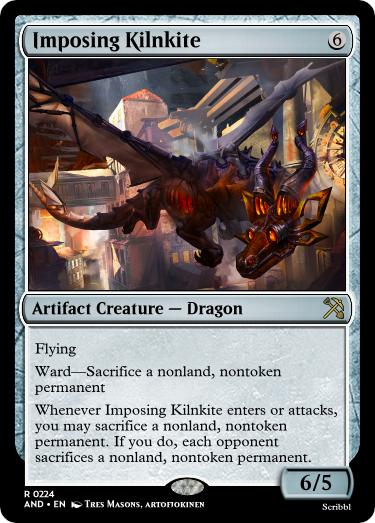 Imposing Kilnkite 6
Artifact Creature — Dragon
Flying
Ward—Sacrifice a nonland, nontoken
permanent
Whenever Imposing Kilnkite enters or attacks,
you may sacrifice a nonland, nontoken
permanent. If you do, each opponent
sacrifices a nonland, nontoken permanent.
6/5
R 0224
AND • EN Tres Masons, artoftokinen
Scribbl